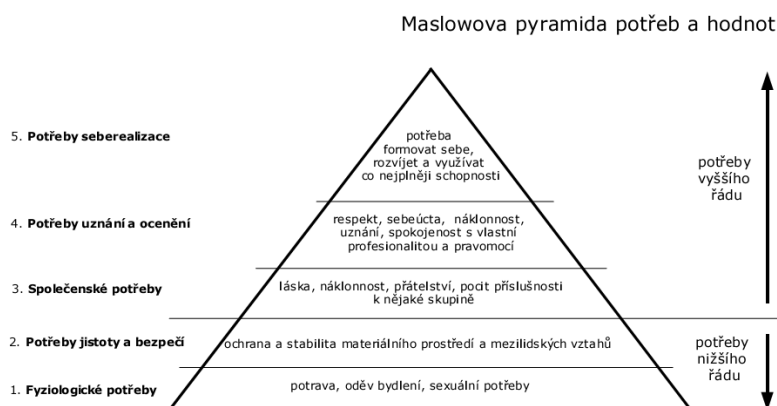 Maslowova pyramida potřeb a hodnot
5. Potřeby seberealizace
potřeba
formovat sebe,
rozvíjet a využívat
co nejplněji schopnosti
potřeby
vyššího
řádu
4. Potřeby uznání a ocenění
respekt, sebeúcta, náklonnost,
uznání, spokojenost s vlastní
profesionalitou a pravomocí
3. Společenské potřeby
láska, náklonnost, přátelství, pocit příslušnosti
k nějaké skupině
2. Potřeby jistoty a bezpečí
ochrana a stabilita materiálního prostředí a mezilidských vztahů
potřeby
nižšího
řádu
1. Fyziologické potřeby
potrava, oděv bydlení, sexuální potřeby